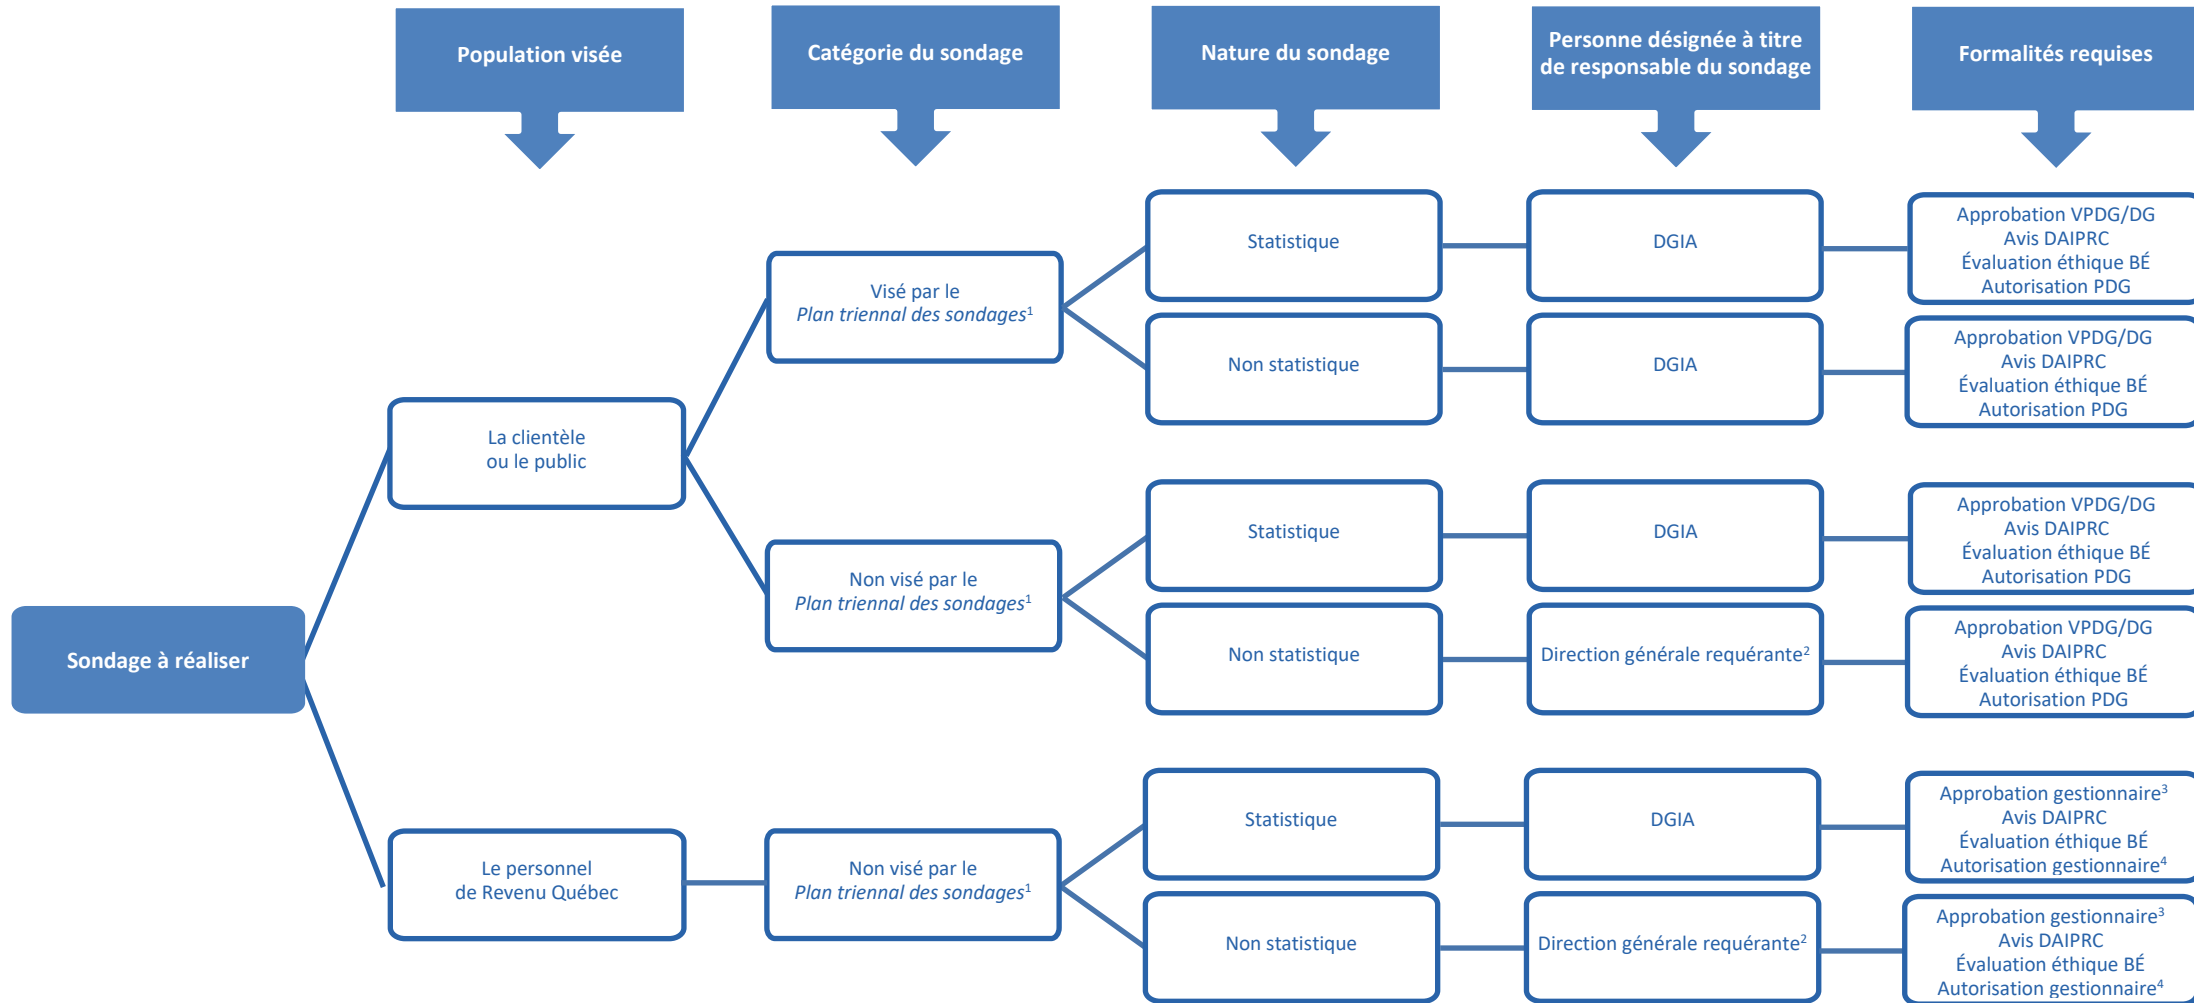 Population visée
Catégorie du sondage
Nature du sondage
Personne désignée à titre
de responsable du sondage
Formalités requises
Sondage à réaliser
La clientèle
ou le public
Visé par le
Plan triennal des sondages¹
Statistique
DGIA
Approbation VPDG/DG
Avis DAIPRC
Évaluation éthique BÉ
Autorisation PDG
Non statistique
DGIA
Approbation VPDG/DG
Avis DAIPRC
Évaluation éthique BÉ
Autorisation PDG
Non visé par le
Plan triennal des sondages¹
Statistique
DGIA
Approbation VPDG/DG
Avis DAIPRC
Évaluation éthique BÉ
Autorisation PDG
Non statistique
Direction générale requérante²
Approbation VPDG/DG
Avis DAIPRC
Évaluation éthique BÉ
Autorisation PDG
Le personnel
de Revenu Québec
Non visé par le
Plan triennal des sondages¹
Statistique
DGIA
Approbation gestionnaire³
Avis DAIPRC
Évaluation éthique BÉ
Autorisation gestionnaire⁴
Non statistique
Direction générale requérante²
Approbation gestionnaire³
Avis DAIPRC
Évaluation éthique BÉ
Autorisation gestionnaire⁴